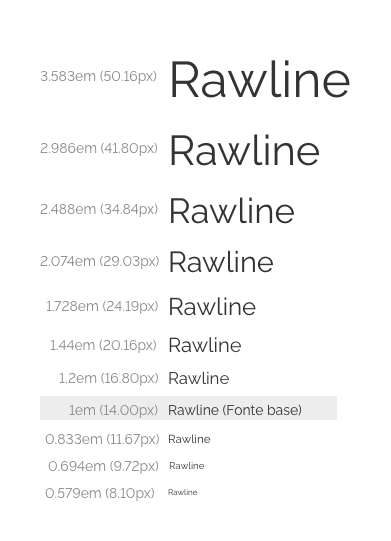 3.583em (50.16px) Rawline
2.986em (41.80px) Rawline
2.488em (34.84px) Rawline
2.074em (29.03px) Rawline
1.728em (24.19px) Rawline
1.44em (20.16px) Rawline
1,2em (16.80px) Rawline
1em (14.00px) Rawline (Fonte base)
0.833em (11.67px) Rawline
0.694em (9.72px) Rawline
0.579em (8.10px) Rawline